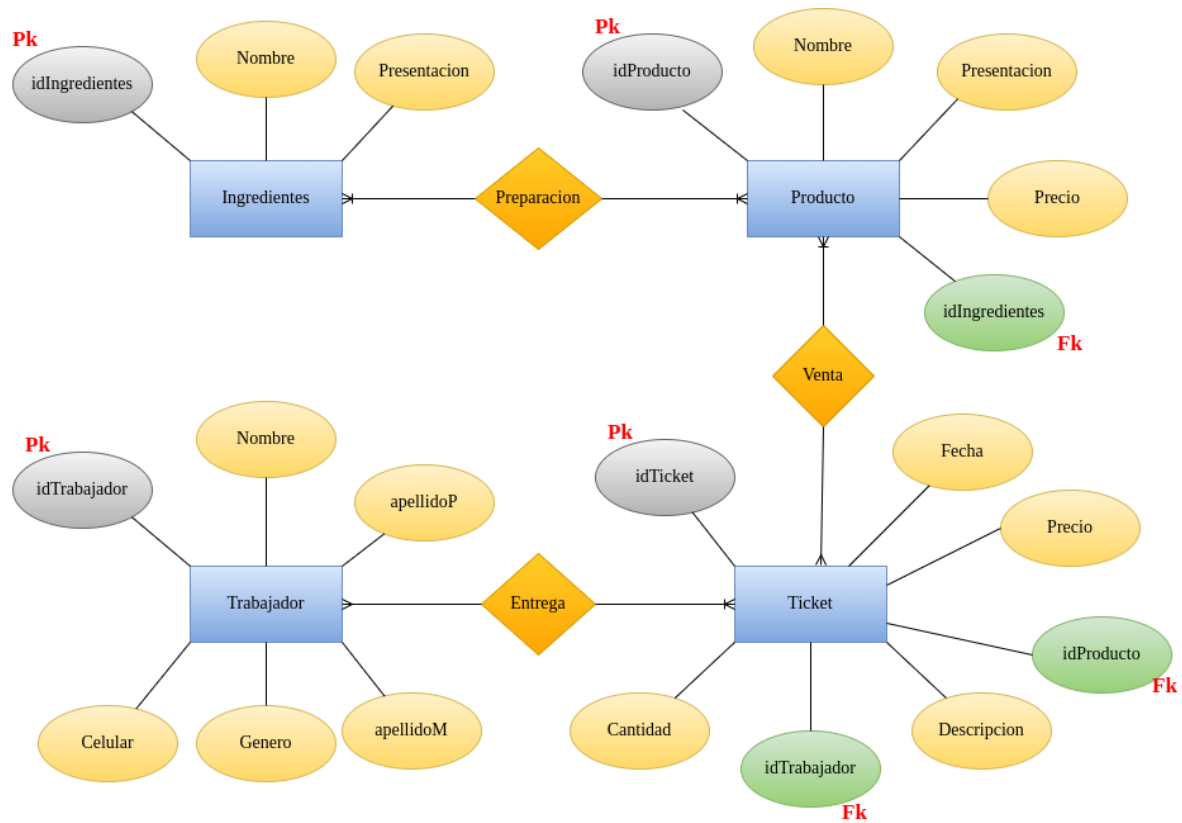 Pk
idIngredientes
Nombre
Presentacion
Ingredientes
Preparacion
Pk
idProducto
Nombre
Presentacion
Producto
Precio
idIngredientes
Fk
Venta
Pk
idTrabajador
Nombre
apellidoP
Trabajador
Celular
Genero
apellidoM
Entrega
Pk
idTicket
Fecha
Precio
Ticket
idProducto
Fk
Cantidad
idTrabajador
Fk
Descripcion